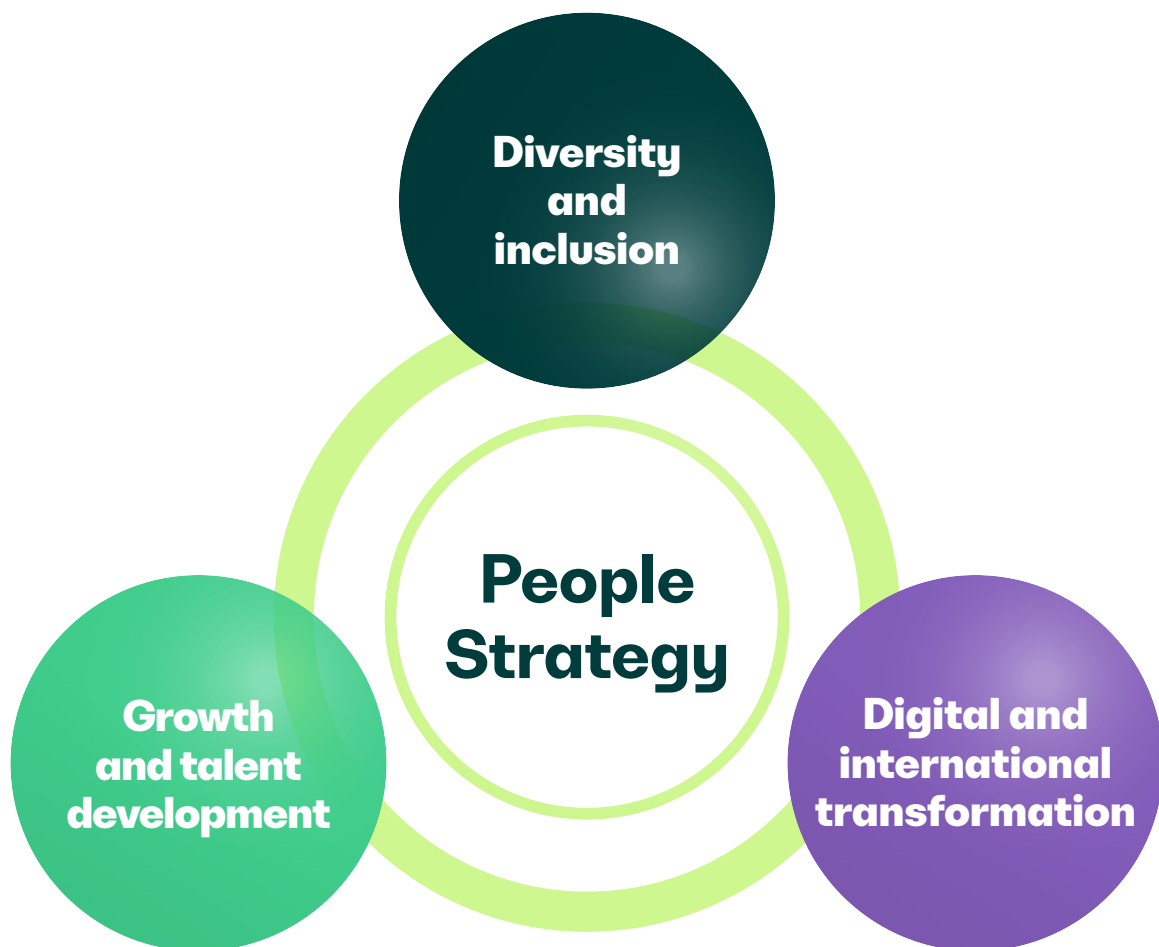 Diversity
and
inclusion
People
Strategy
Growth
and talent
development
Digital and
international
transformation